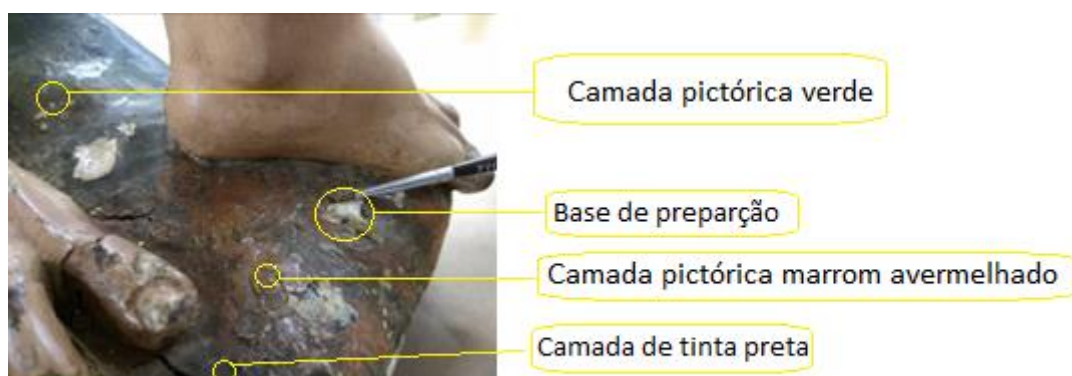 Camada pictórica verde
Base de preparção
Camada pictórica marrom avermelhado
Camada de tinta preta